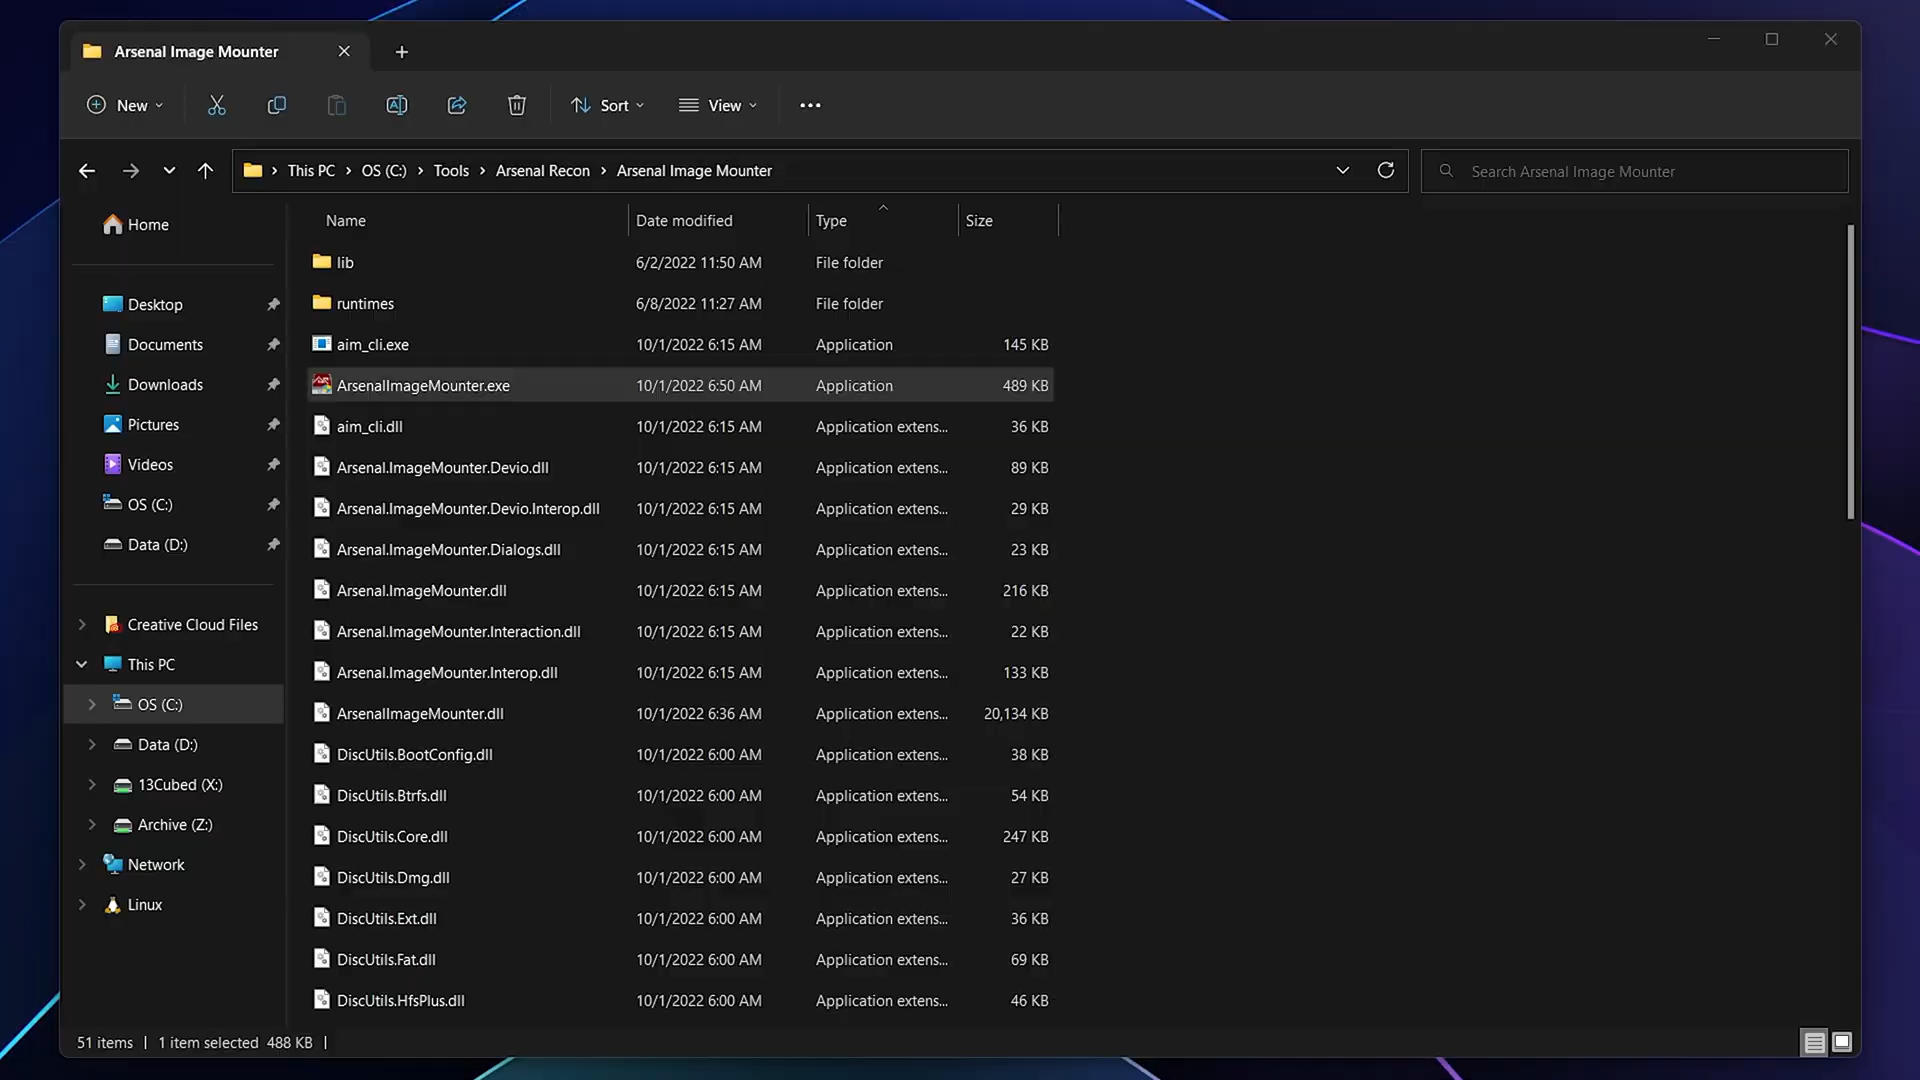 Arsenal Image Mounter
New
Sort
View
This PC > OS (C:) > Tools > Arsenal Recon > Arsenal Image Mounter
Search Arsenal Image Mounter
Home
Desktop
Documents
Downloads
Pictures
Videos
OS (C:)
Data (D:)
Creative Cloud Files
This PC
OS (C:)
Data (D:)
13Cubed (X:)
Archive (Z:)
Network
Linux
Name Date modified Type Size
lib 6/2/2022 11:50 AM File folder
runtimes 6/8/2022 11:27 AM File folder
aim_cli.exe 10/1/2022 6:15 AM Application 145 KB
ArsenalImageMounter.exe 10/1/2022 6:50 AM Application 489 KB
aim_cli.dll 10/1/2022 6:15 AM Application extens... 36 KB
Arsenal.ImageMounter.Devio.dll 10/1/2022 6:15 AM Application extens... 89 KB
Arsenal.ImageMounter.Devio.Interop.dll 10/1/2022 6:15 AM Application extens... 29 KB
Arsenal.ImageMounter.Dialogs.dll 10/1/2022 6:15 AM Application extens... 23 KB
Arsenal.ImageMounter.dll 10/1/2022 6:15 AM Application extens... 216 KB
Arsenal.ImageMounter.Interaction.dll 10/1/2022 6:15 AM Application extens... 22 KB
Arsenal.ImageMounter.Interop.dll 10/1/2022 6:15 AM Application extens... 133 KB
ArsenalImageMounter.dll 10/1/2022 6:36 AM Application extens... 20,134 KB
DiscUtils.BootConfig.dll 10/1/2022 6:00 AM Application extens... 38 KB
DiscUtils.Btrfs.dll 10/1/2022 6:00 AM Application extens... 54 KB
DiscUtils.Core.dll 10/1/2022 6:00 AM Application extens... 247 KB
DiscUtils.Dmg.dll 10/1/2022 6:00 AM Application extens... 27 KB
DiscUtils.Ext.dll 10/1/2022 6:00 AM Application extens... 36 KB
DiscUtils.Fat.dll 10/1/2022 6:00 AM Application extens... 69 KB
DiscUtils.HfsPlus.dll 10/1/2022 6:00 AM Application extens... 46 KB
51 items | 1 item selected 488 KB |